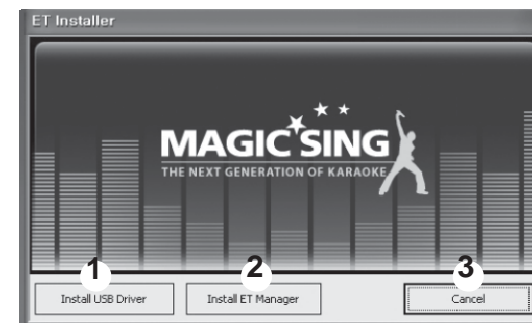 ET Installer
MAGIC SING
THE NEXT GENERATION OF KARAOKE
1 2 3
Install USB Driver Install ET Manager Cancel